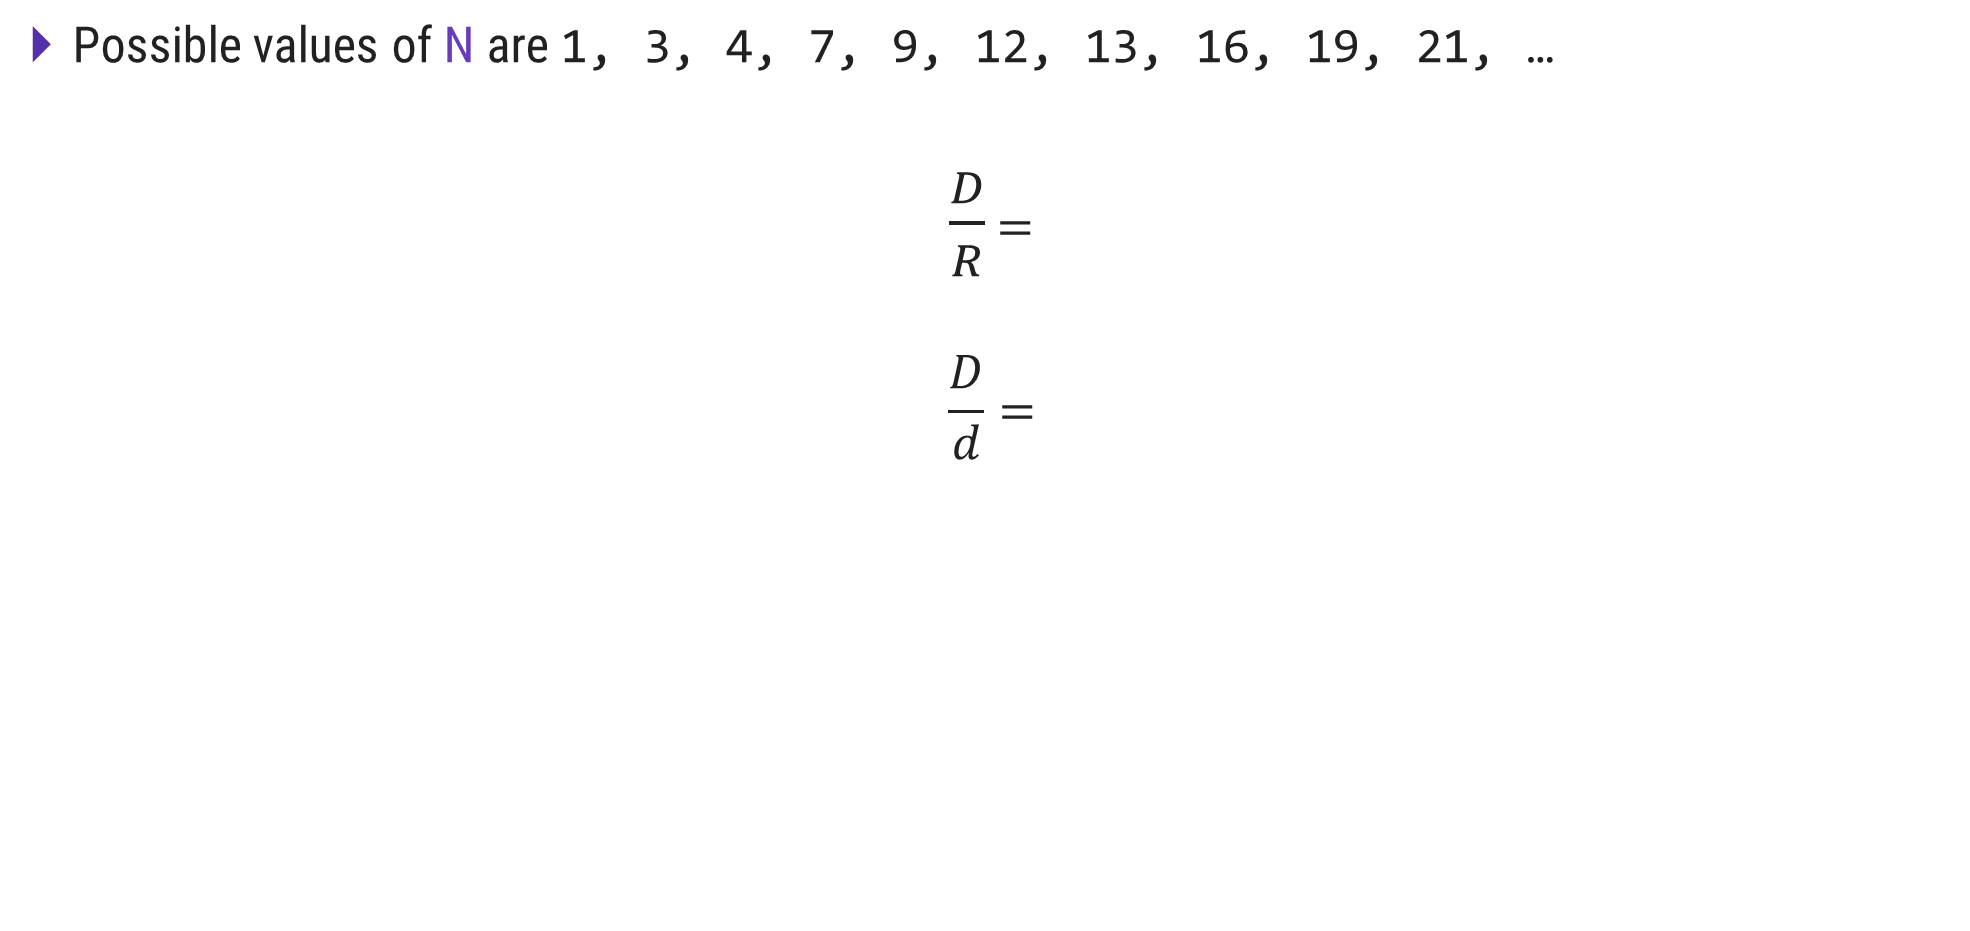 Possible values of N are 1, 3, 4, 7, 9, 12, 13, 16, 19, 21, …
D
R =
D
d =